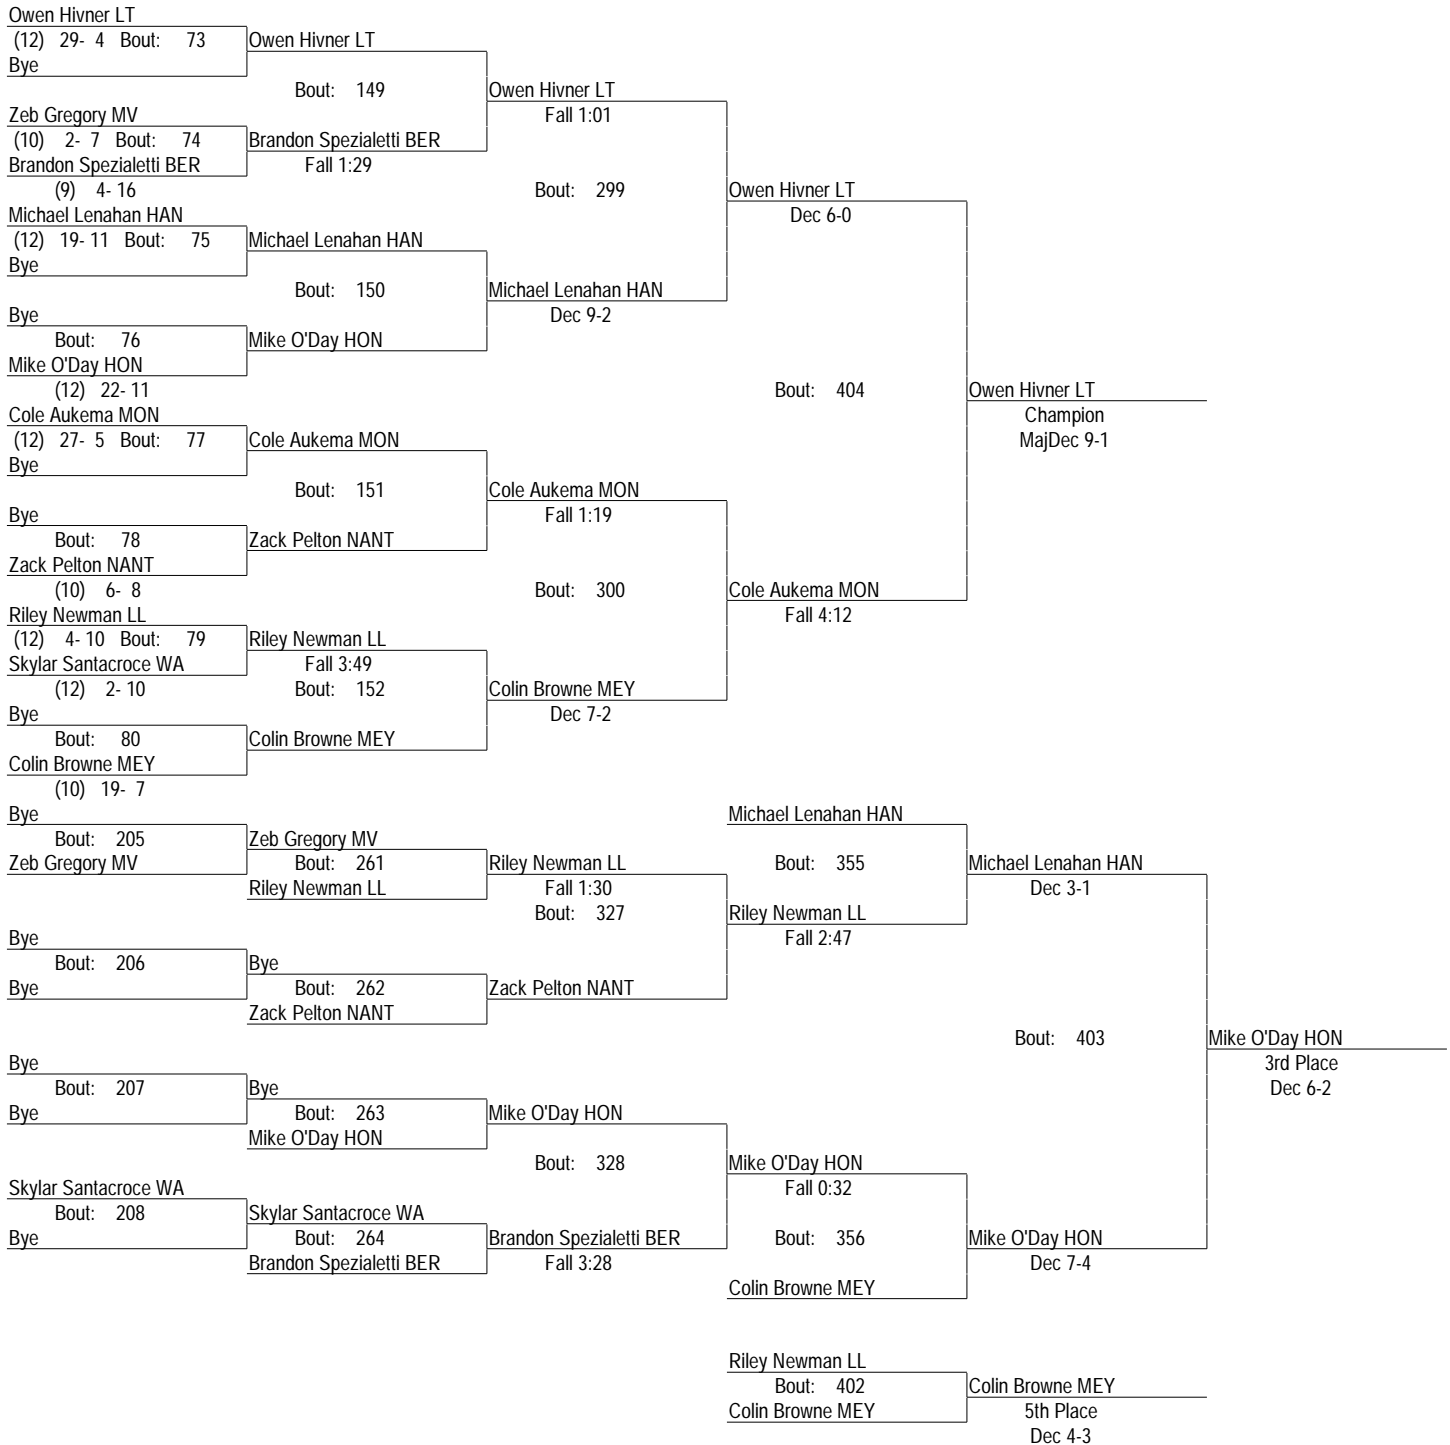 Owen Hivner LT
(12) 29- 4 Bout: 73 Owen Hivner LT
Bye
Bout: 149 Owen Hivner LT
Zeb Gregory MV Fall 1:01
(10) 2- 7 Bout: 74 Brandon Spezialetti BER
Brandon Spezialetti BER Fall 1:29
(9) 4- 16 Bout: 299 Owen Hivner LT
Michael Lenahan HAN Dec 6-0
(12) 19- 11 Bout: 75 Michael Lenahan HAN
Bye
Bout: 150 Michael Lenahan HAN
Bye Dec 9-2
Bout: 76 Mike O'Day HON
Mike O'Day HON
(12) 22- 11 Bout: 404 Owen Hivner LT
Cole Aukema MON Champion
(12) 27- 5 Bout: 77 Cole Aukema MON MajDec 9-1
Bye
Bout: 151 Cole Aukema MON
Bye Fall 1:19
Bout: 78 Zack Pelton NANT
Zack Pelton NANT
(10) 6- 8 Bout: 300 Cole Aukema MON
Riley Newman LL Fall 4:12
(12) 4- 10 Bout: 79 Riley Newman LL
Skylar Santacroce WA Fall 3:49
(12) 2- 10 Bout: 152 Colin Browne MEY
Bye Dec 7-2
Bout: 80 Colin Browne MEY
Colin Browne MEY
(10) 19- 7
Bye Michael Lenahan HAN
Bout: 205 Zeb Gregory MV
Zeb Gregory MV Bout: 261 Riley Newman LL Bout: 355 Michael Lenahan HAN
Riley Newman LL Fall 1:30 Dec 3-1
Bout: 327 Riley Newman LL
Bye Fall 2:47
Bout: 206 Bye
Bye Bout: 262 Zack Pelton NANT
Zack Pelton NANT
Bout: 403 Mike O'Day HON
Bye 3rd Place
Bout: 207 Bye Dec 6-2
Bye Bout: 263 Mike O'Day HON
Mike O'Day HON
Bout: 328 Mike O'Day HON
Skylar Santacroce WA Fall 0:32
Bout: 208 Skylar Santacroce WA
Bye Bout: 264 Brandon Spezialetti BER Bout: 356 Mike O'Day HON
Brandon Spezialetti BER Fall 3:28 Dec 7-4
Colin Browne MEY
Riley Newman LL
Bout: 402 Colin Browne MEY
Colin Browne MEY 5th Place
Dec 4-3